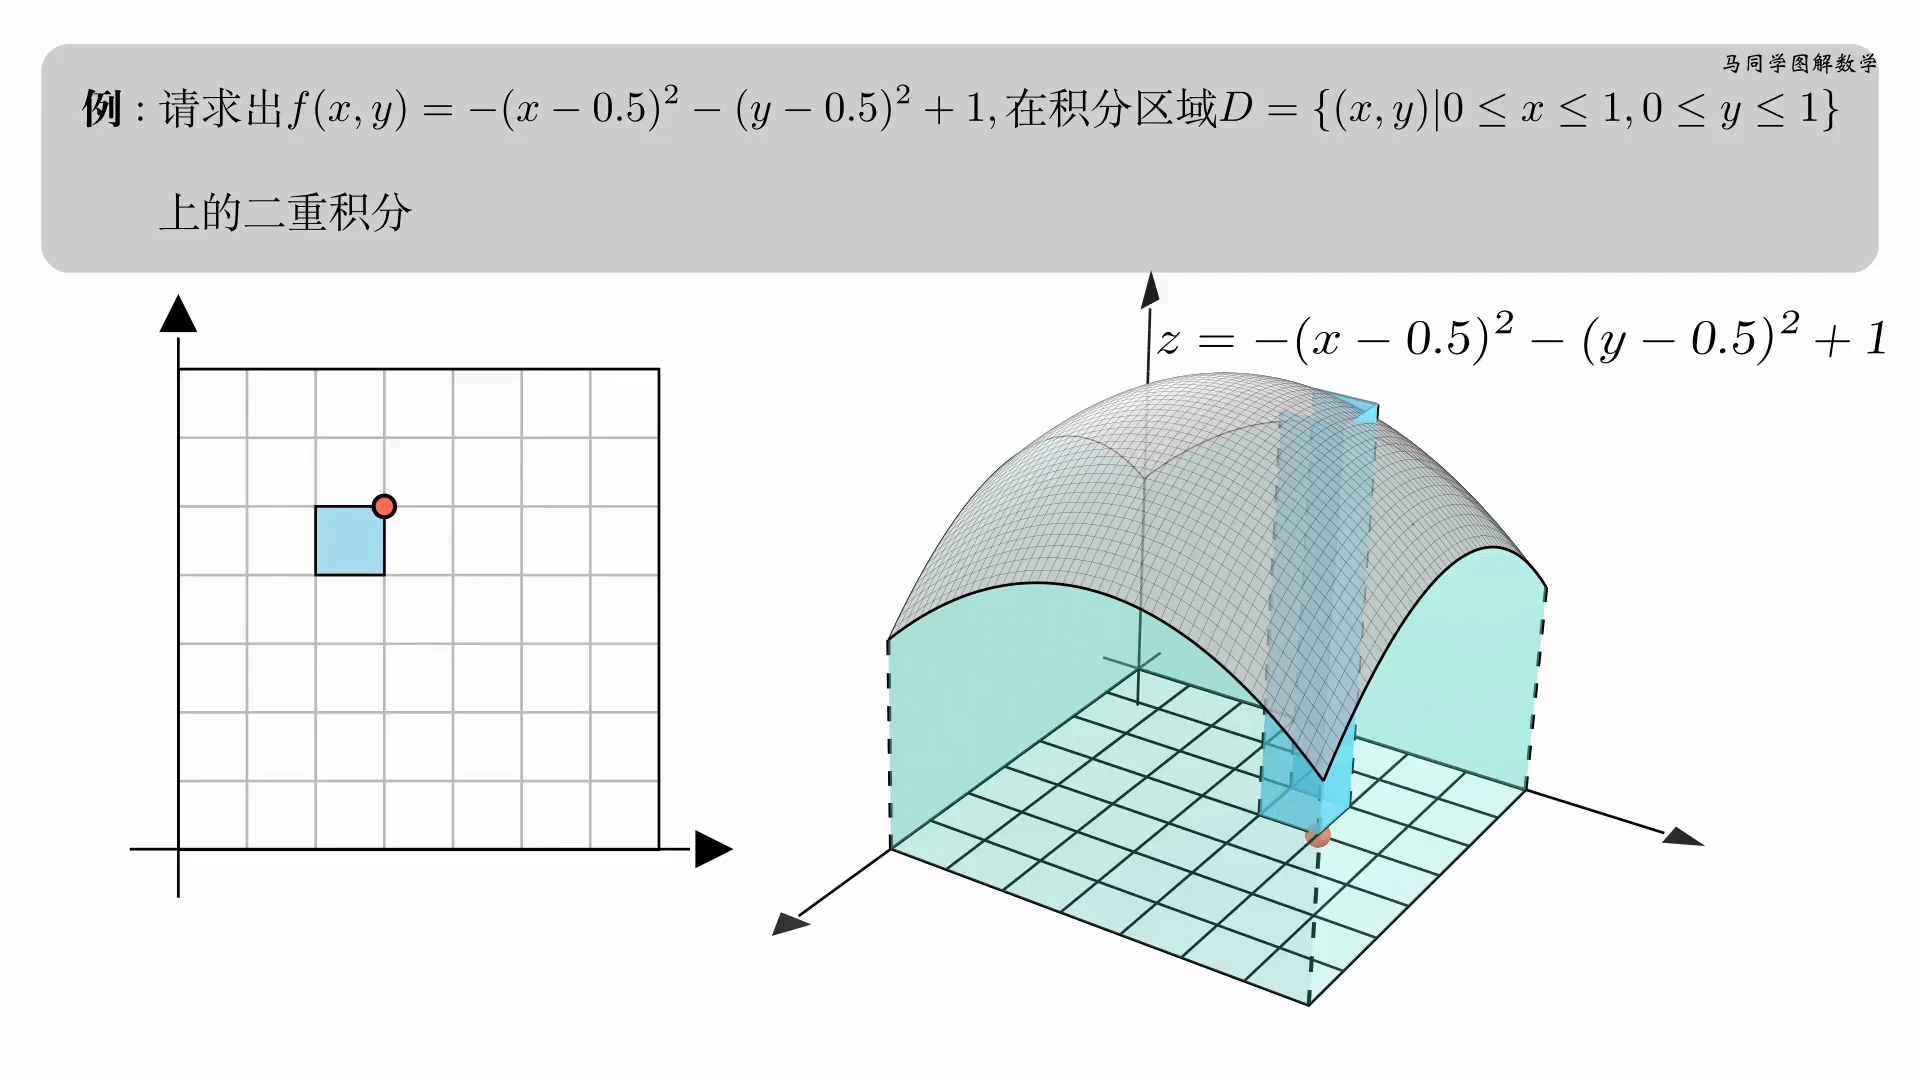 马同学图解数学
例：请求出f(x, y) = −(x − 0.5)² − (y − 0.5)² + 1, 在积分区域D = {(x, y)|0 ≤ x ≤ 1, 0 ≤ y ≤ 1}
上的二重积分
z = −(x − 0.5)² − (y − 0.5)² + 1